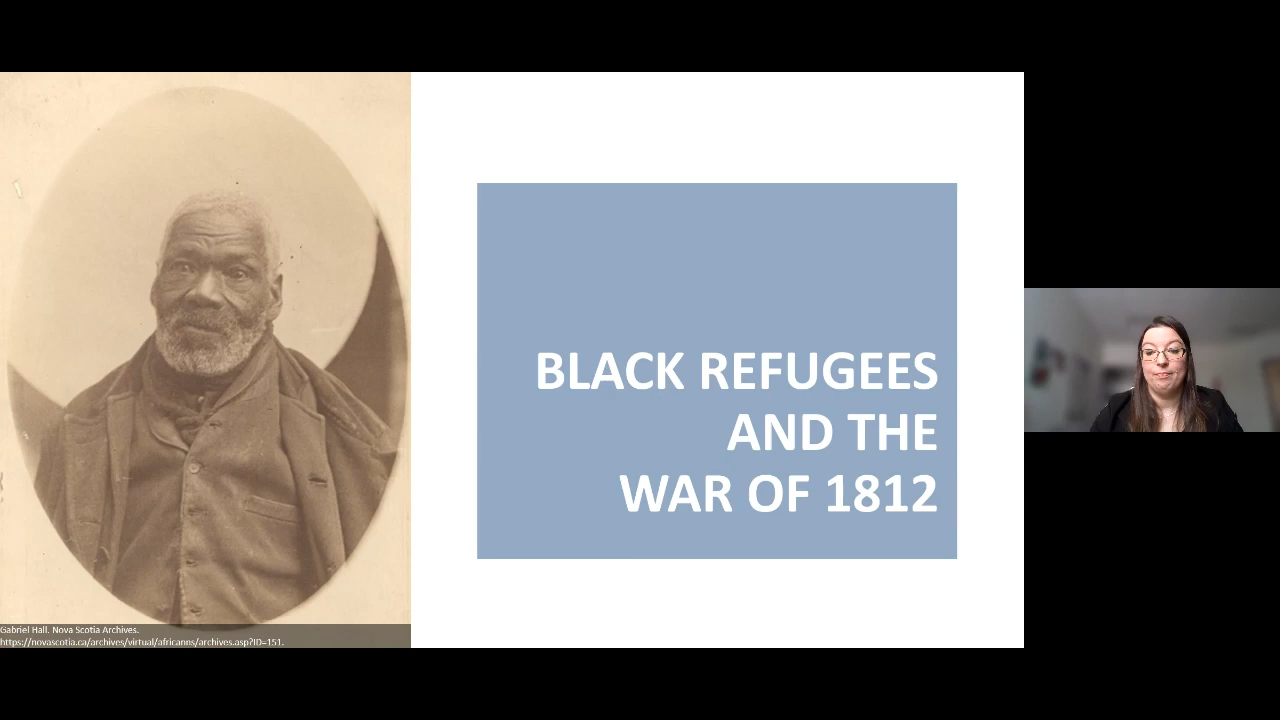 BLACK REFUGEES
AND THE
WAR OF 1812
Gabriel Hall. Nova Scotia Archives.
https://novascotia.ca/archives/virtual/africanns/archives.asp?ID=151.